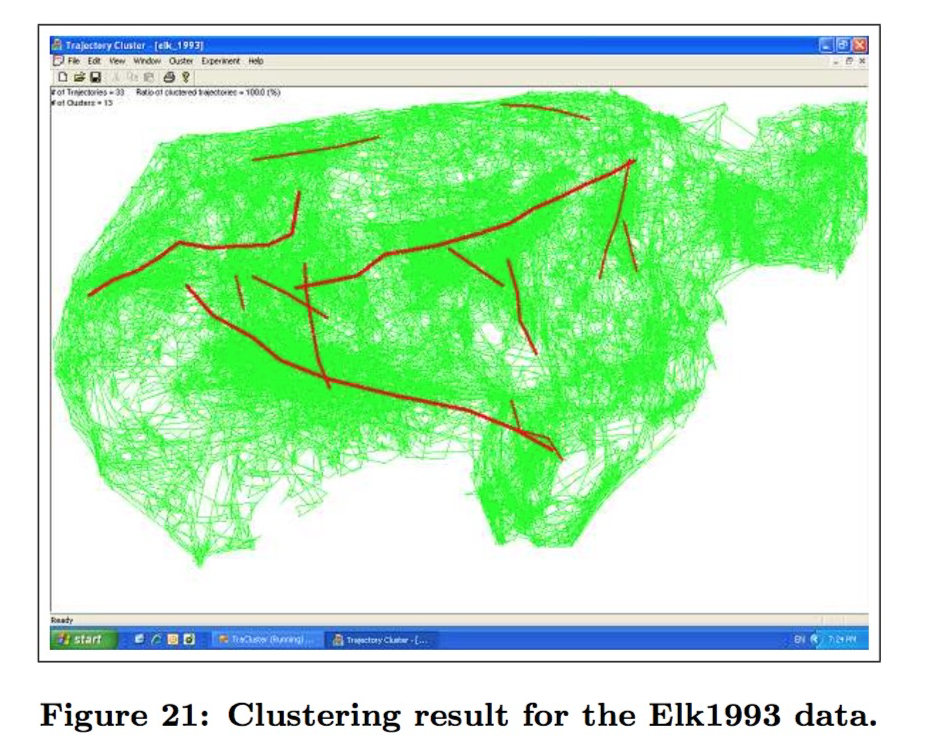 Trajectory Cluster - [elk_1993]
File Edit View Window Cluster Experiment Help
# of Trajectories = 33 Ratio of clustered trajectories = 100.0 (%)
# of Clusters = 13
Ready
start TraCluster (Running) ... Trajectory Cluster - [... EN 7:24 AM
Figure 21: Clustering result for the Elk1993 data.